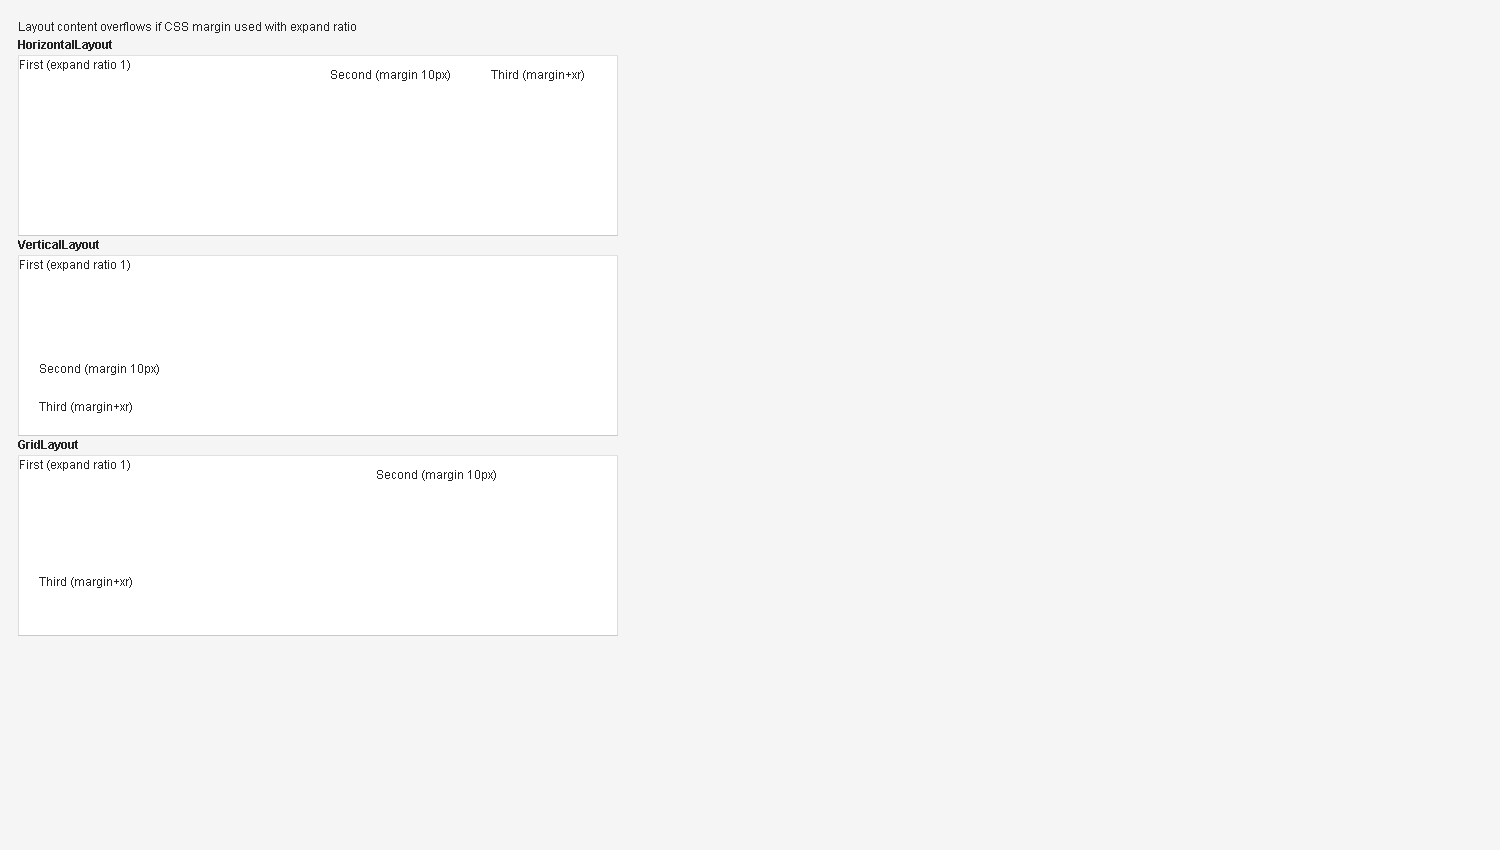 Layout content overflows if CSS margin used with expand ratio
HorizontalLayout
First (expand ratio 1)
Second (margin 10px)
Third (margin+xr)
VerticalLayout
First (expand ratio 1)
Second (margin 10px)
Third (margin+xr)
GridLayout
First (expand ratio 1)
Second (margin 10px)
Third (margin+xr)